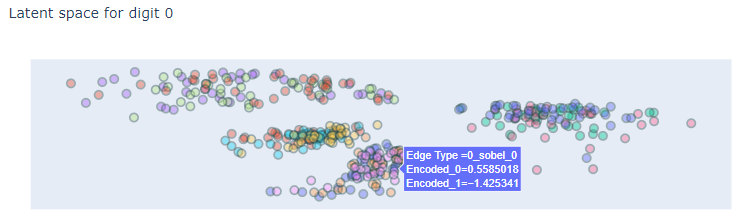 Latent space for digit 0
Edge Type =0_sobel_0
Encoded_0=0.5585018
Encoded_1=−1.425341